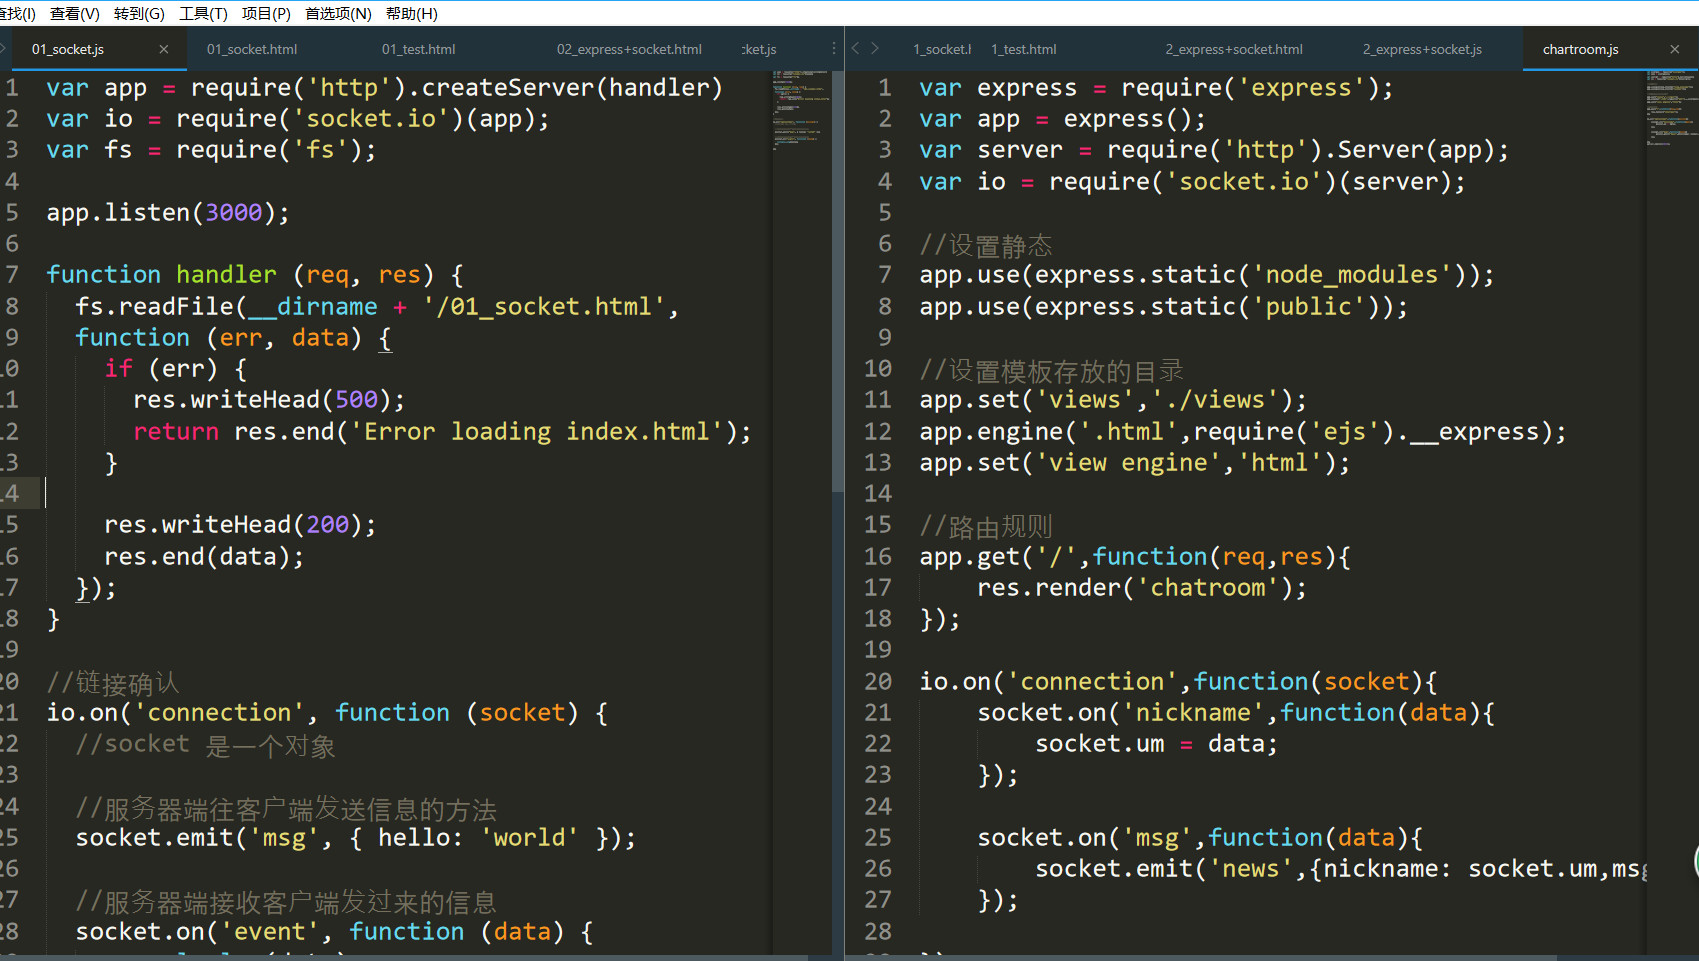 查找(I) 查看(V) 转到(G) 工具(T) 项目(P) 首选项(N) 帮助(H)
01_socket.js × 01_socket.html 01_test.html 02_express+socket.html cket.js
1 var app = require('http').createServer(handler)
2 var io = require('socket.io')(app);
3 var fs = require('fs');
4
5 app.listen(3000);
6
7 function handler (req, res) {
8 fs.readFile(__dirname + '/01_socket.html',
9 function (err, data) {
10 if (err) {
11 res.writeHead(500);
12 return res.end('Error loading index.html');
13 }
14
15 res.writeHead(200);
16 res.end(data);
17 });
18 }
19
20 //链接确认
21 io.on('connection', function (socket) {
22 //socket 是一个对象
23
24 //服务器端往客户端发送信息的方法
25 socket.emit('msg', { hello: 'world' });
26
27 //服务器端接收客户端发过来的信息
28 socket.on('event', function (data) {
1_socket.h 1_test.html 2_express+socket.html 2_express+socket.js chartroom.js ×
1 var express = require('express');
2 var app = express();
3 var server = require('http').Server(app);
4 var io = require('socket.io')(server);
5
6 //设置静态
7 app.use(express.static('node_modules'));
8 app.use(express.static('public'));
9
10 //设置模板存放的目录
11 app.set('views','./views');
12 app.engine('.html',require('ejs').__express);
13 app.set('view engine','html');
14
15 //路由规则
16 app.get('/',function(req,res){
17 res.render('chatroom');
18 });
19
20 io.on('connection',function(socket){
21 socket.on('nickname',function(data){
22 socket.um = data;
23 });
24
25 socket.on('msg',function(data){
26 socket.emit('news',{nickname: socket.um,msg
27 });
28